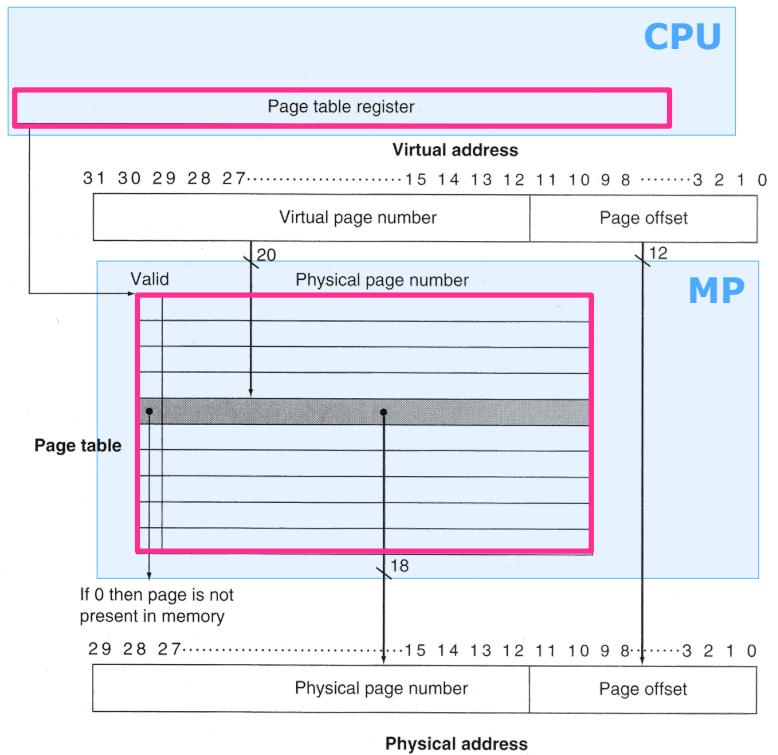 CPU
Page table register
Virtual address
31 30 29 28 27····················15 14 13 12 11 10 9 8 ·······3 2 1 0
Virtual page number Page offset
20 12
Valid Physical page number MP
Page table
18
If 0 then page is not
present in memory
29 28 27····························15 14 13 12 11 10 9 8·······3 2 1 0
Physical page number Page offset
Physical address